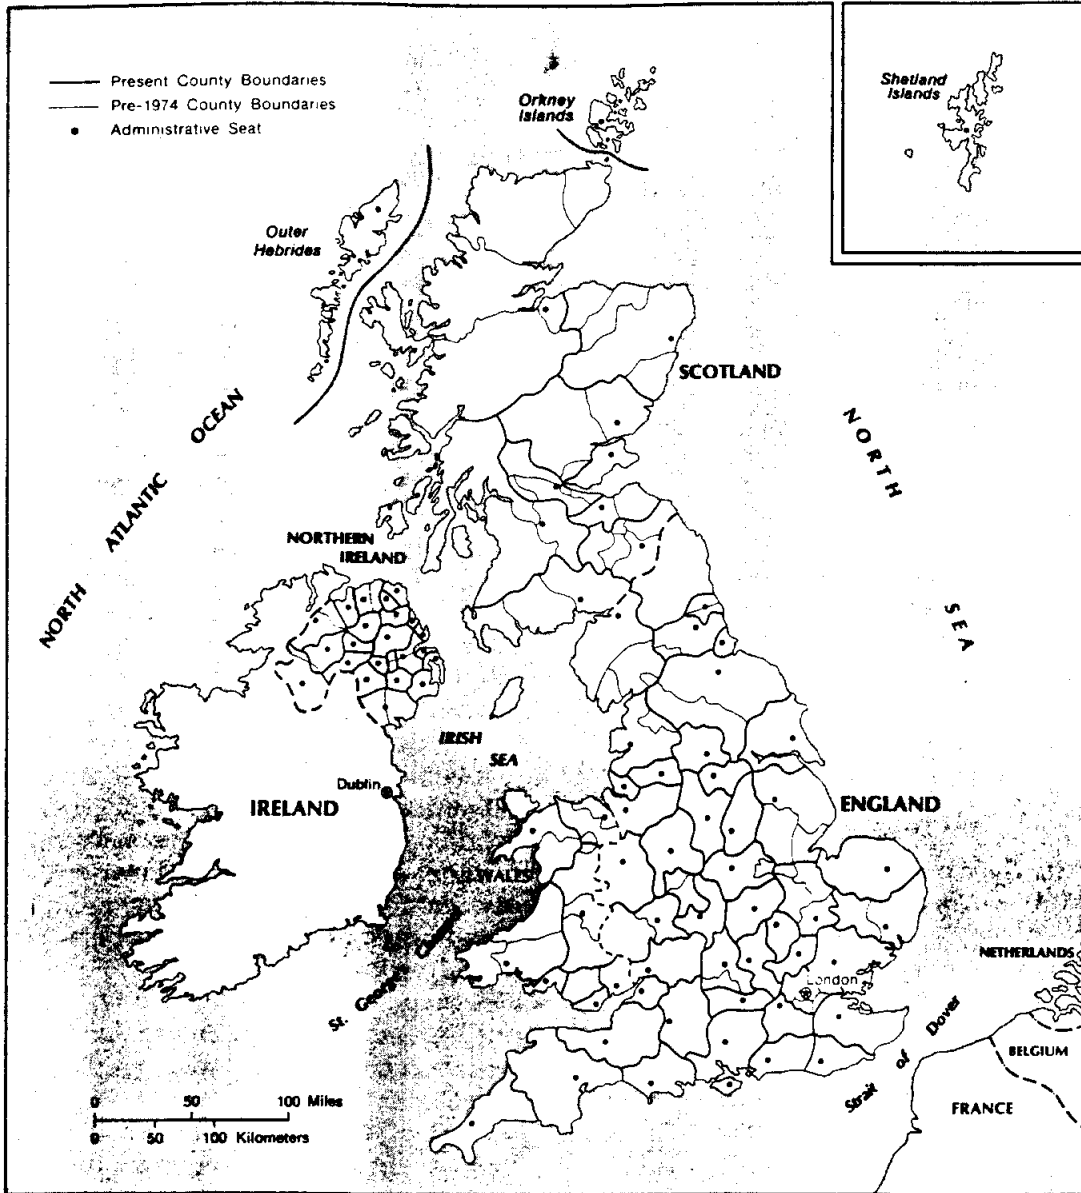 Present County Boundaries
Pre-1974 County Boundaries
Administrative Seat
Orkney
Islands
Shetland
Islands
Outer
Hebrides
SCOTLAND
NORTH ATLANTIC OCEAN
NORTH SEA
NORTHERN
IRELAND
IRISH
SEA
Dublin
IRELAND
ENGLAND
WALES
St. George's Channel
London
NETHERLANDS
Strait of Dover
BELGIUM
FRANCE
0 50 100 Miles
0 50 100 Kilometers